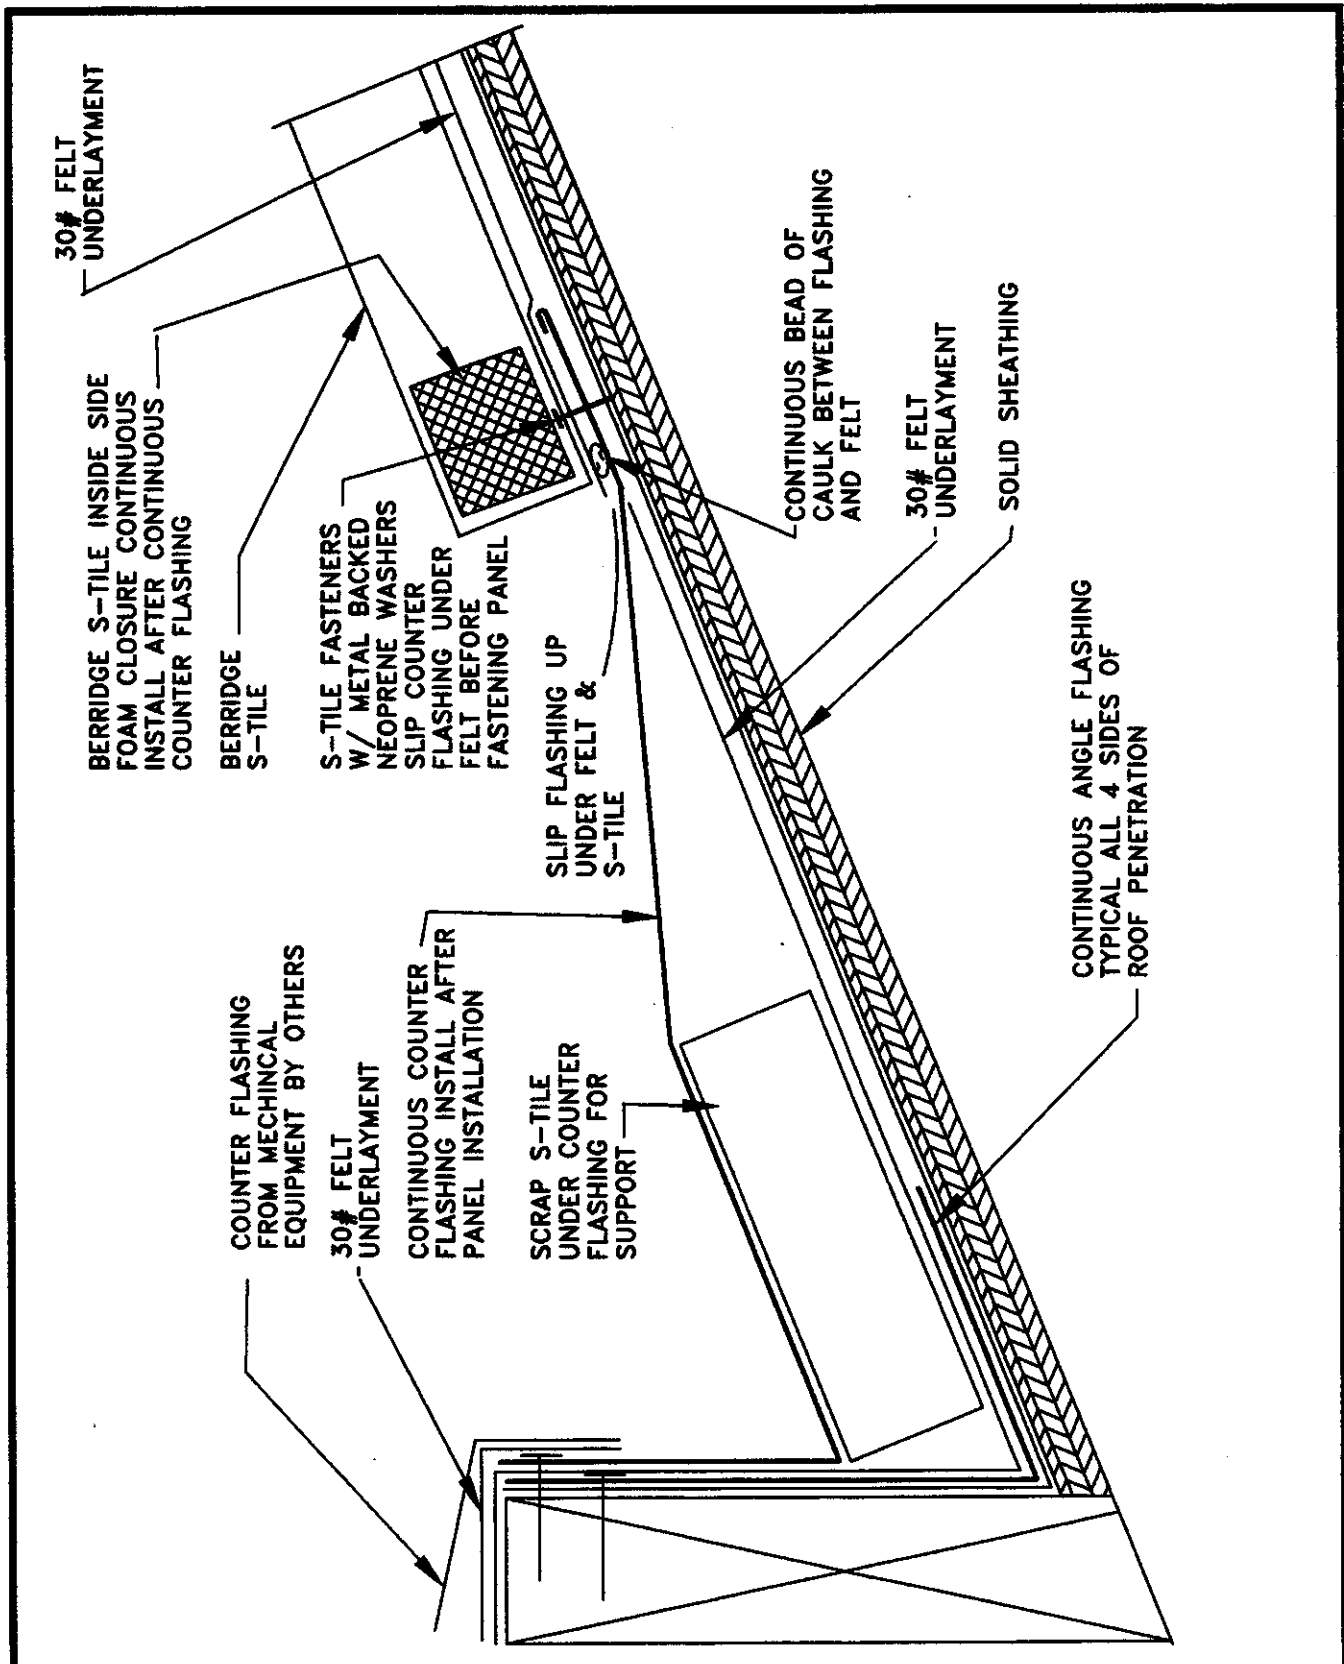 30# FELT
UNDERLAYMENT
BERRIDGE S-TILE INSIDE SIDE
FOAM CLOSURE CONTINUOUS
INSTALL AFTER CONTINUOUS
COUNTER FLASHING
BERRIDGE
S-TILE
S-TILE FASTENERS
W/ METAL BACKED
NEOPRENE WASHERS
SLIP COUNTER
FLASHING UNDER
FELT BEFORE
FASTENING PANEL
SLIP FLASHING UP
UNDER FELT &
S-TILE
COUNTER FLASHING
FROM MECHINCAL
EQUIPMENT BY OTHERS
30# FELT
UNDERLAYMENT
CONTINUOUS COUNTER
FLASHING INSTALL AFTER
PANEL INSTALLATION
SCRAP S-TILE
UNDER COUNTER
FLASHING FOR
SUPPORT
CONTINUOUS BEAD OF
CAULK BETWEEN FLASHING
AND FELT
30# FELT
UNDERLAYMENT
SOLID SHEATHING
CONTINUOUS ANGLE FLASHING
TYPICAL ALL 4 SIDES OF
ROOF PENETRATION